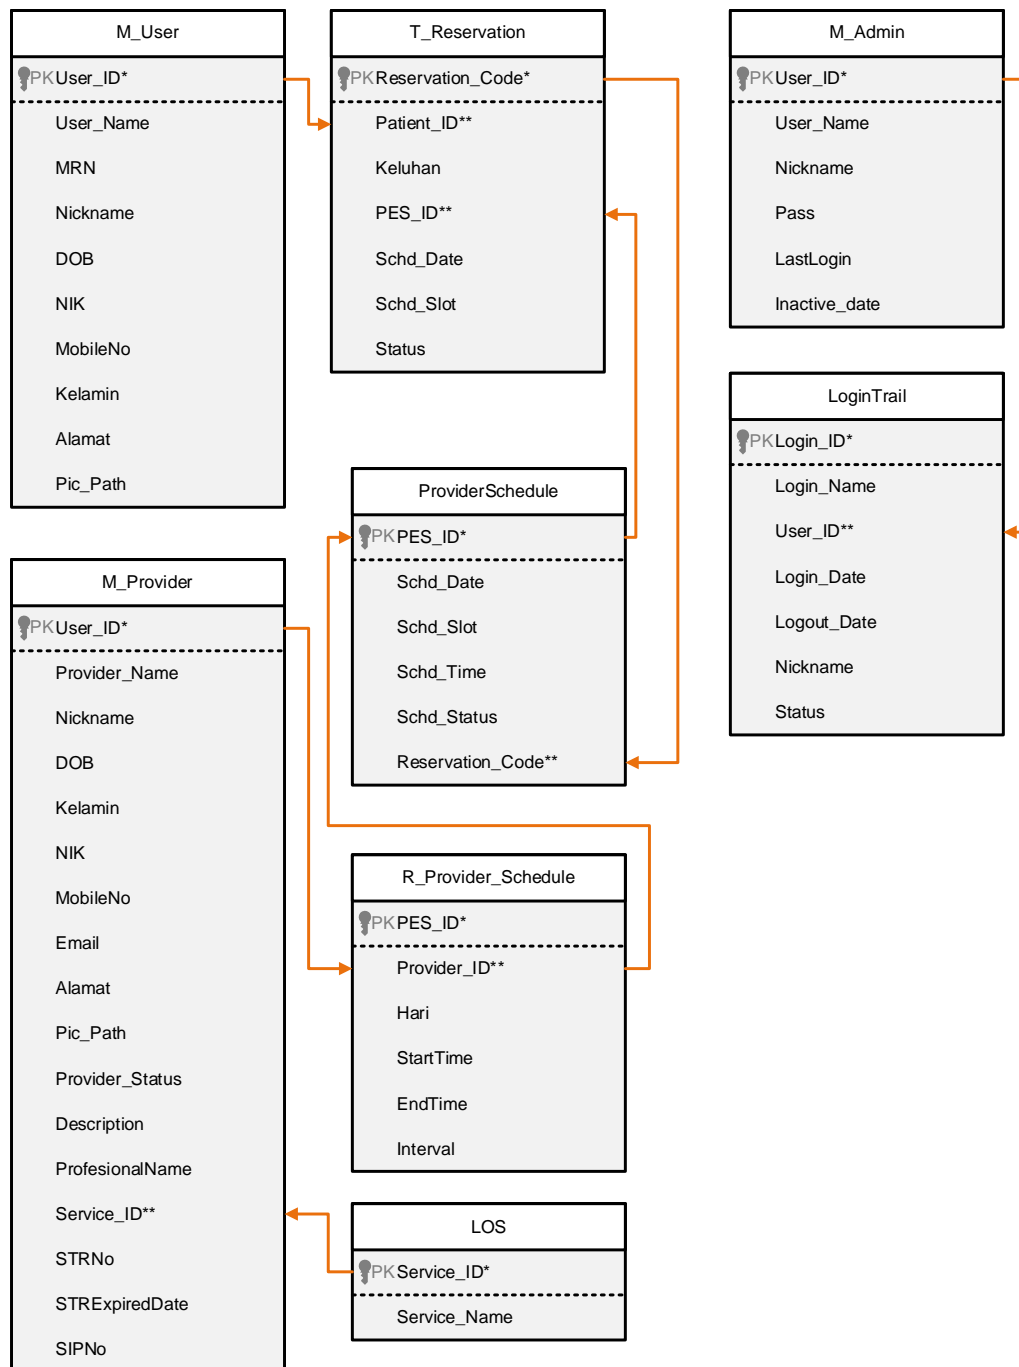 M_User
PK User_ID*
User_Name
MRN
Nickname
DOB
NIK
MobileNo
Kelamin
Alamat
Pic_Path
T_Reservation
PK Reservation_Code*
Patient_ID**
Keluhan
PES_ID**
Schd_Date
Schd_Slot
Status
M_Admin
PK User_ID*
User_Name
Nickname
Pass
LastLogin
Inactive_date
LoginTrail
PK Login_ID*
Login_Name
User_ID**
Login_Date
Logout_Date
Nickname
Status
ProviderSchedule
PK PES_ID*
Schd_Date
Schd_Slot
Schd_Time
Schd_Status
Reservation_Code**
M_Provider
PK User_ID*
Provider_Name
Nickname
DOB
Kelamin
NIK
MobileNo
Email
Alamat
Pic_Path
Provider_Status
Description
ProfesionalName
Service_ID**
STRNo
STRExpiredDate
SIPNo
R_Provider_Schedule
PK PES_ID*
Provider_ID**
Hari
StartTime
EndTime
Interval
LOS
PK Service_ID*
Service_Name